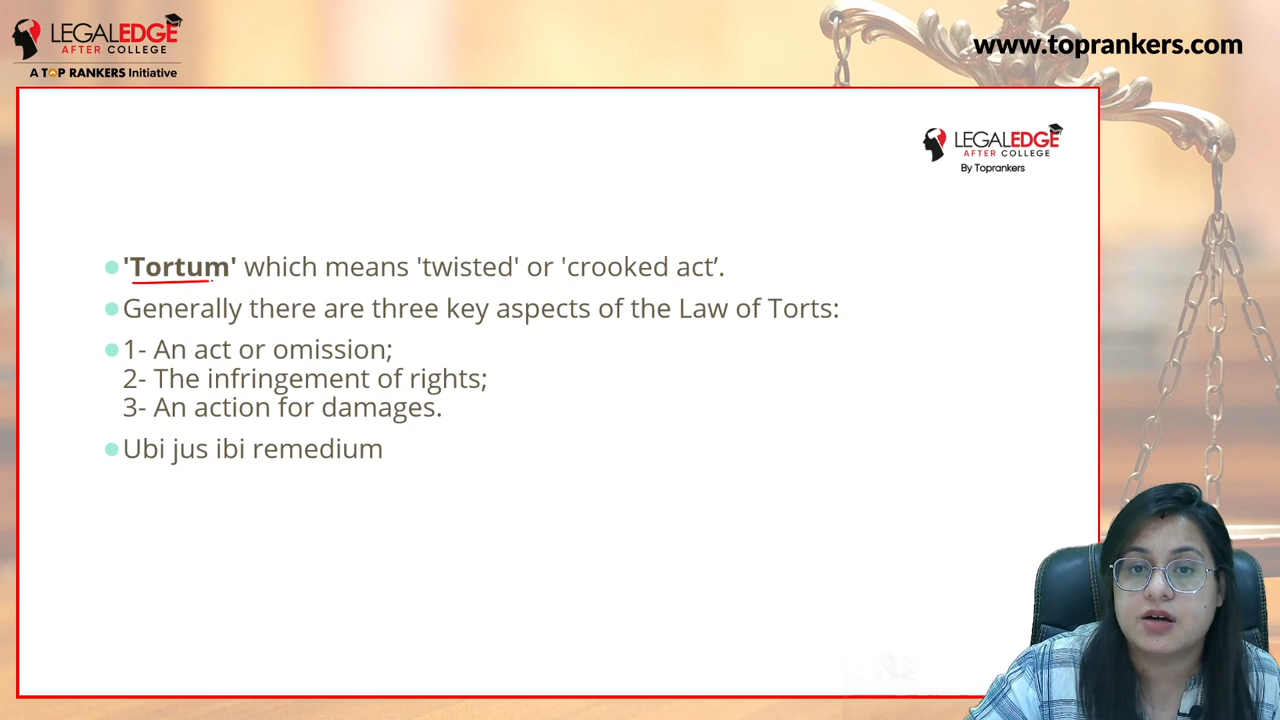 LEGALEDGE
AFTER COLLEGE
A TOP RANKERS Initiative
www.toprankers.com
LEGALEDGE
AFTER COLLEGE
By Toprankers
'Tortum' which means 'twisted' or 'crooked act’.
Generally there are three key aspects of the Law of Torts:
1- An act or omission;
2- The infringement of rights;
3- An action for damages.
Ubi jus ibi remedium